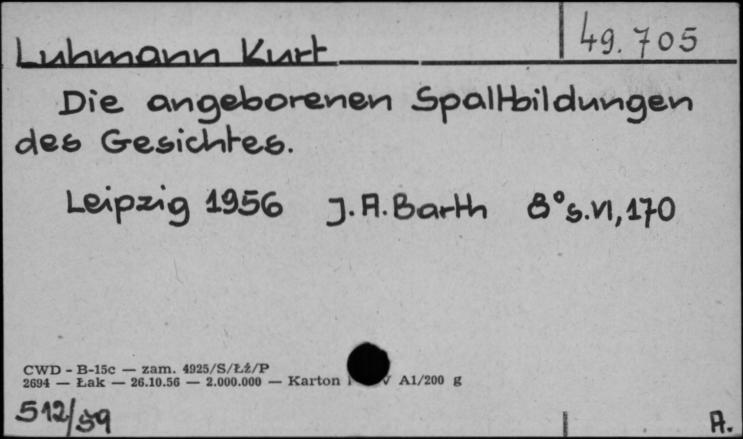 Luhmann Kurt 49.705
Die angeborenen Spaltbildungen
des Gesichtes.
Leipzig 1956 J.A.Barth 8° s.VI,170
CWD - B-15c — zam. 4925/S/Łż/P
2694 — Łak — 26.10.56 — 2.000.000 — Karton V A1/200 g
512/59
A.